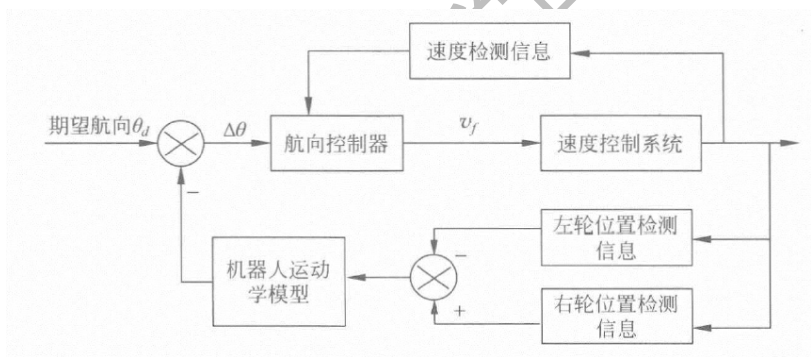 速度检测信息
期望航向θd
Δθ
航向控制器
vf
速度控制系统
−
左轮位置检测
信息
−
机器人运动
学模型
+
右轮位置检测
信息